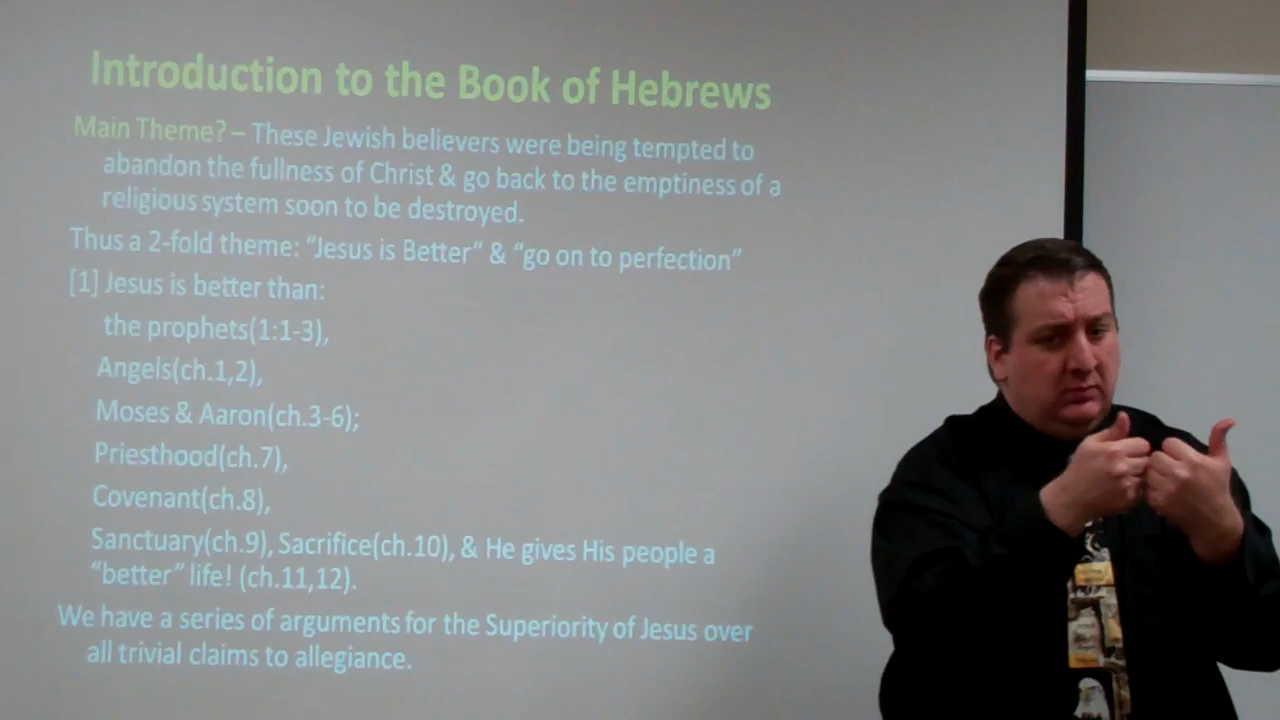 Introduction to the Book of Hebrews
Main Theme? – These Jewish believers were being tempted to
abandon the fullness of Christ & go back to the emptiness of a
religious system soon to be destroyed.
Thus a 2-fold theme: “Jesus is Better” & “go on to perfection”
[1] Jesus is better than:
the prophets(1:1-3),
Angels(ch.1,2),
Moses & Aaron(ch.3-6);
Priesthood(ch.7),
Covenant(ch.8),
Sanctuary(ch.9), Sacrifice(ch.10), & He gives His people a
“better” life! (ch.11,12).
We have a series of arguments for the Superiority of Jesus over
all trivial claims to allegiance.